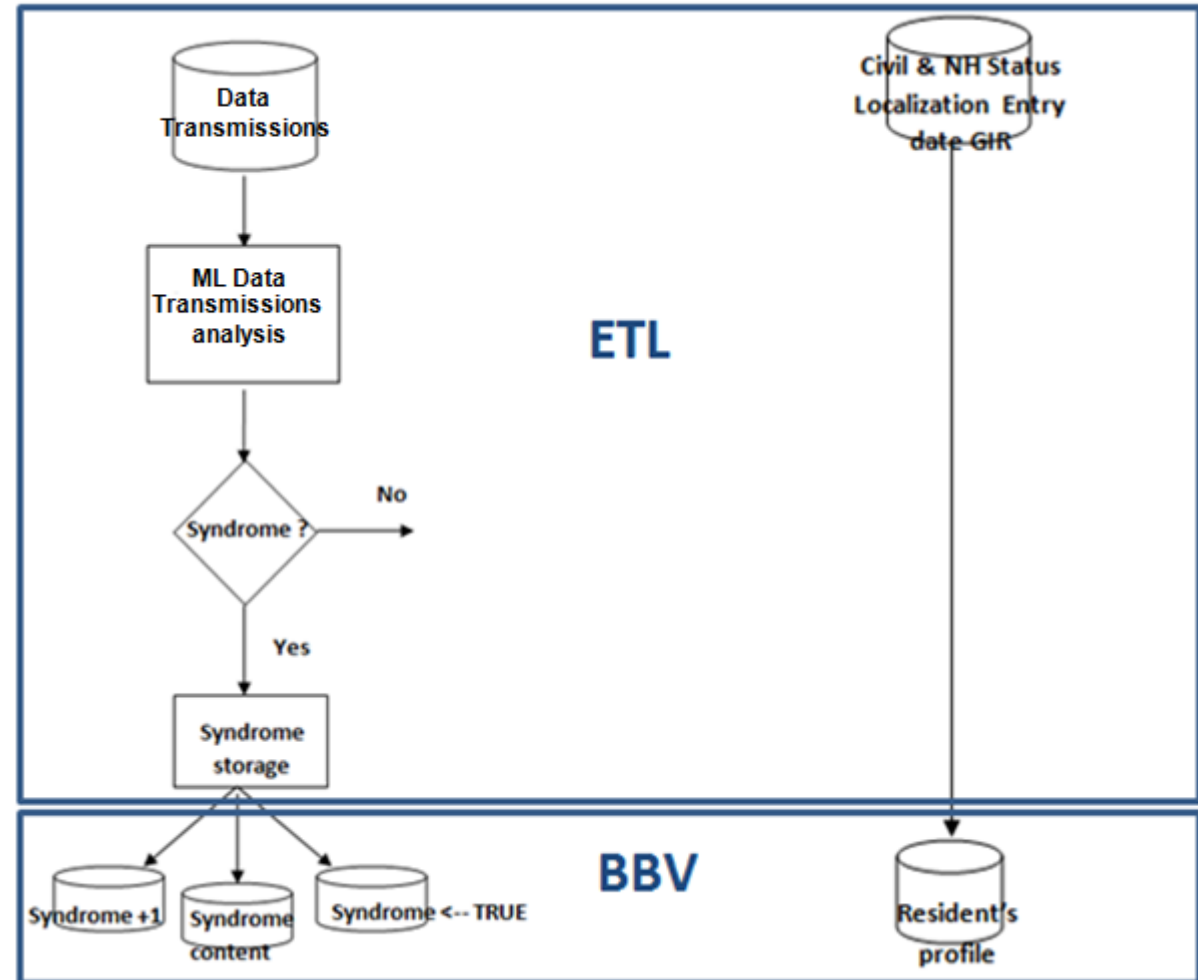 Data
Transmissions
Civil & NH Status
Localization Entry
date GIR
ML Data
Transmissions
analysis
ETL
No
Syndrome ?
Yes
Syndrome
storage
BBV
Syndrome +1
Syndrome
content
Syndrome <-- TRUE
Resident's
profile